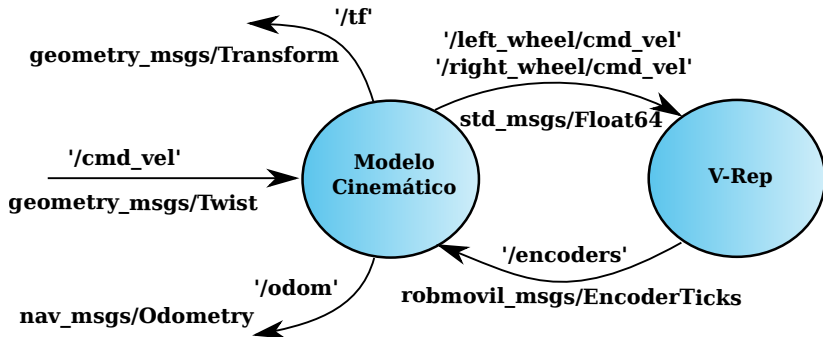 '/tf'
geometry_msgs/Transform
'/left_wheel/cmd_vel'
'/right_wheel/cmd_vel'
std_msgs/Float64
'/cmd_vel'
geometry_msgs/Twist
Modelo
Cinemático
V-Rep
'/encoders'
robmovil_msgs/EncoderTicks
'/odom'
nav_msgs/Odometry